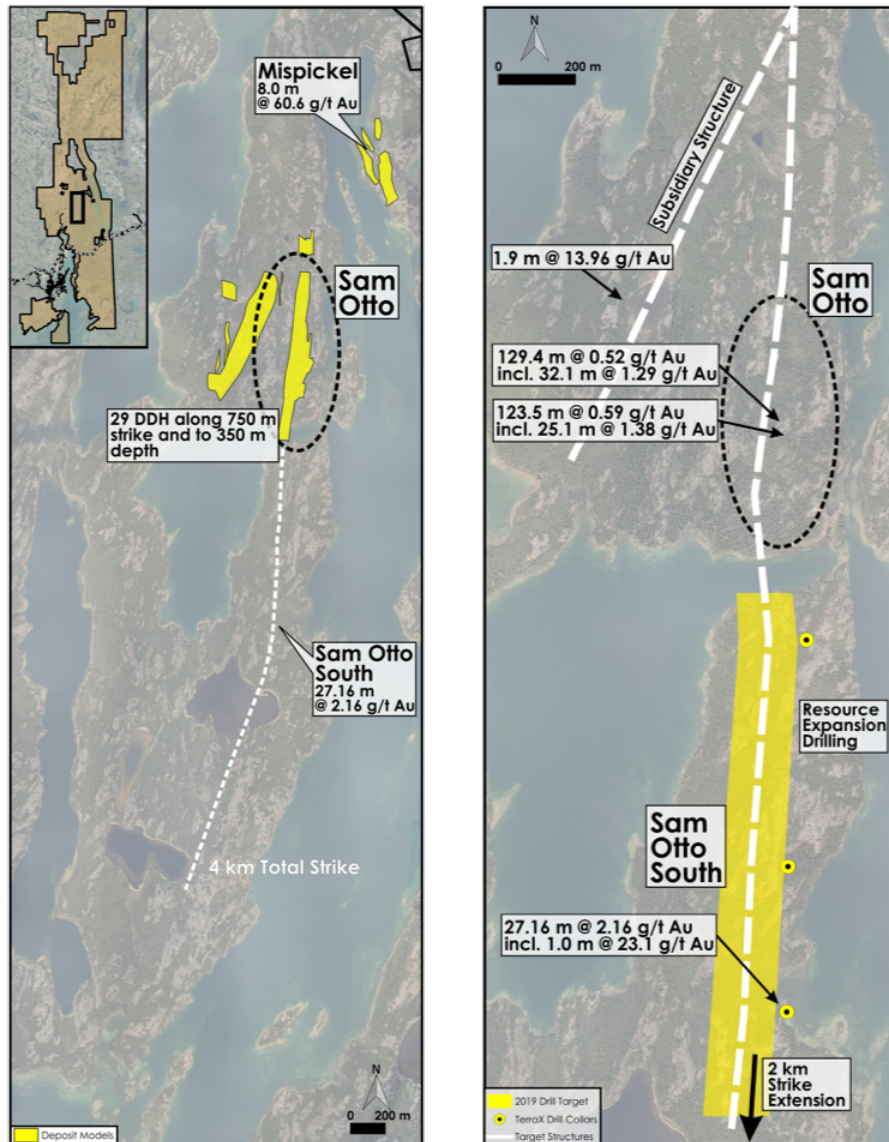 Mispickel
8.0 m
@ 60.6 g/t Au
Sam
Otto
29 DDH along 750 m
strike and to 350 m
depth
Sam Otto
South
27.16 m
@ 2.16 g/t Au
4 km Total Strike
N
200 m
Deposit Models
N
0
200 m
Subsidiary Structure
1.9 m @ 13.96 g/t Au
Sam
Otto
129.4 m @ 0.52 g/t Au
incl. 32.1 m @ 1.29 g/t Au
123.5 m @ 0.59 g/t Au
incl. 25.1 m @ 1.38 g/t Au
Resource
Expansion
Drilling
Sam
Otto
South
27.16 m @ 2.16 g/t Au
incl. 1.0 m @ 23.1 g/t Au
2 km
Strike
Extension
2019 Drill Target
TerraX Drill Collars
Target Structures